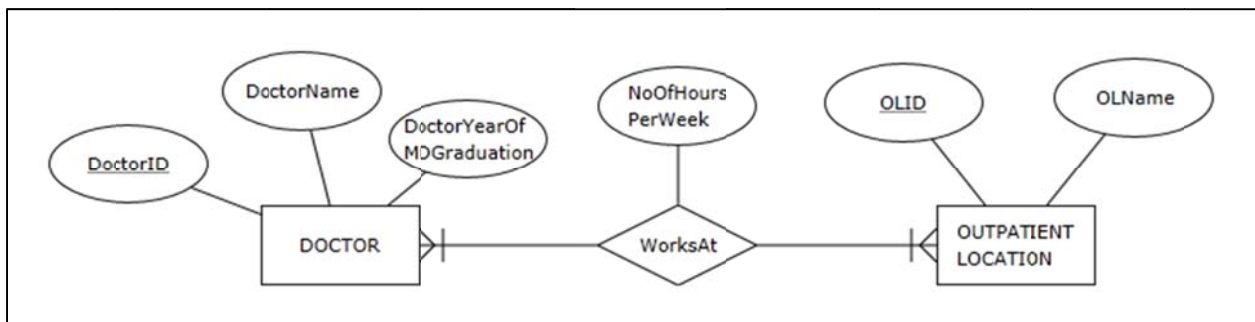 DoctorName
NoOfHours
PerWeek
OLID
OLName
DoctorYearOf
MDGraduation
DoctorID
DOCTOR
WorksAt
OUTPATIENT
LOCATION